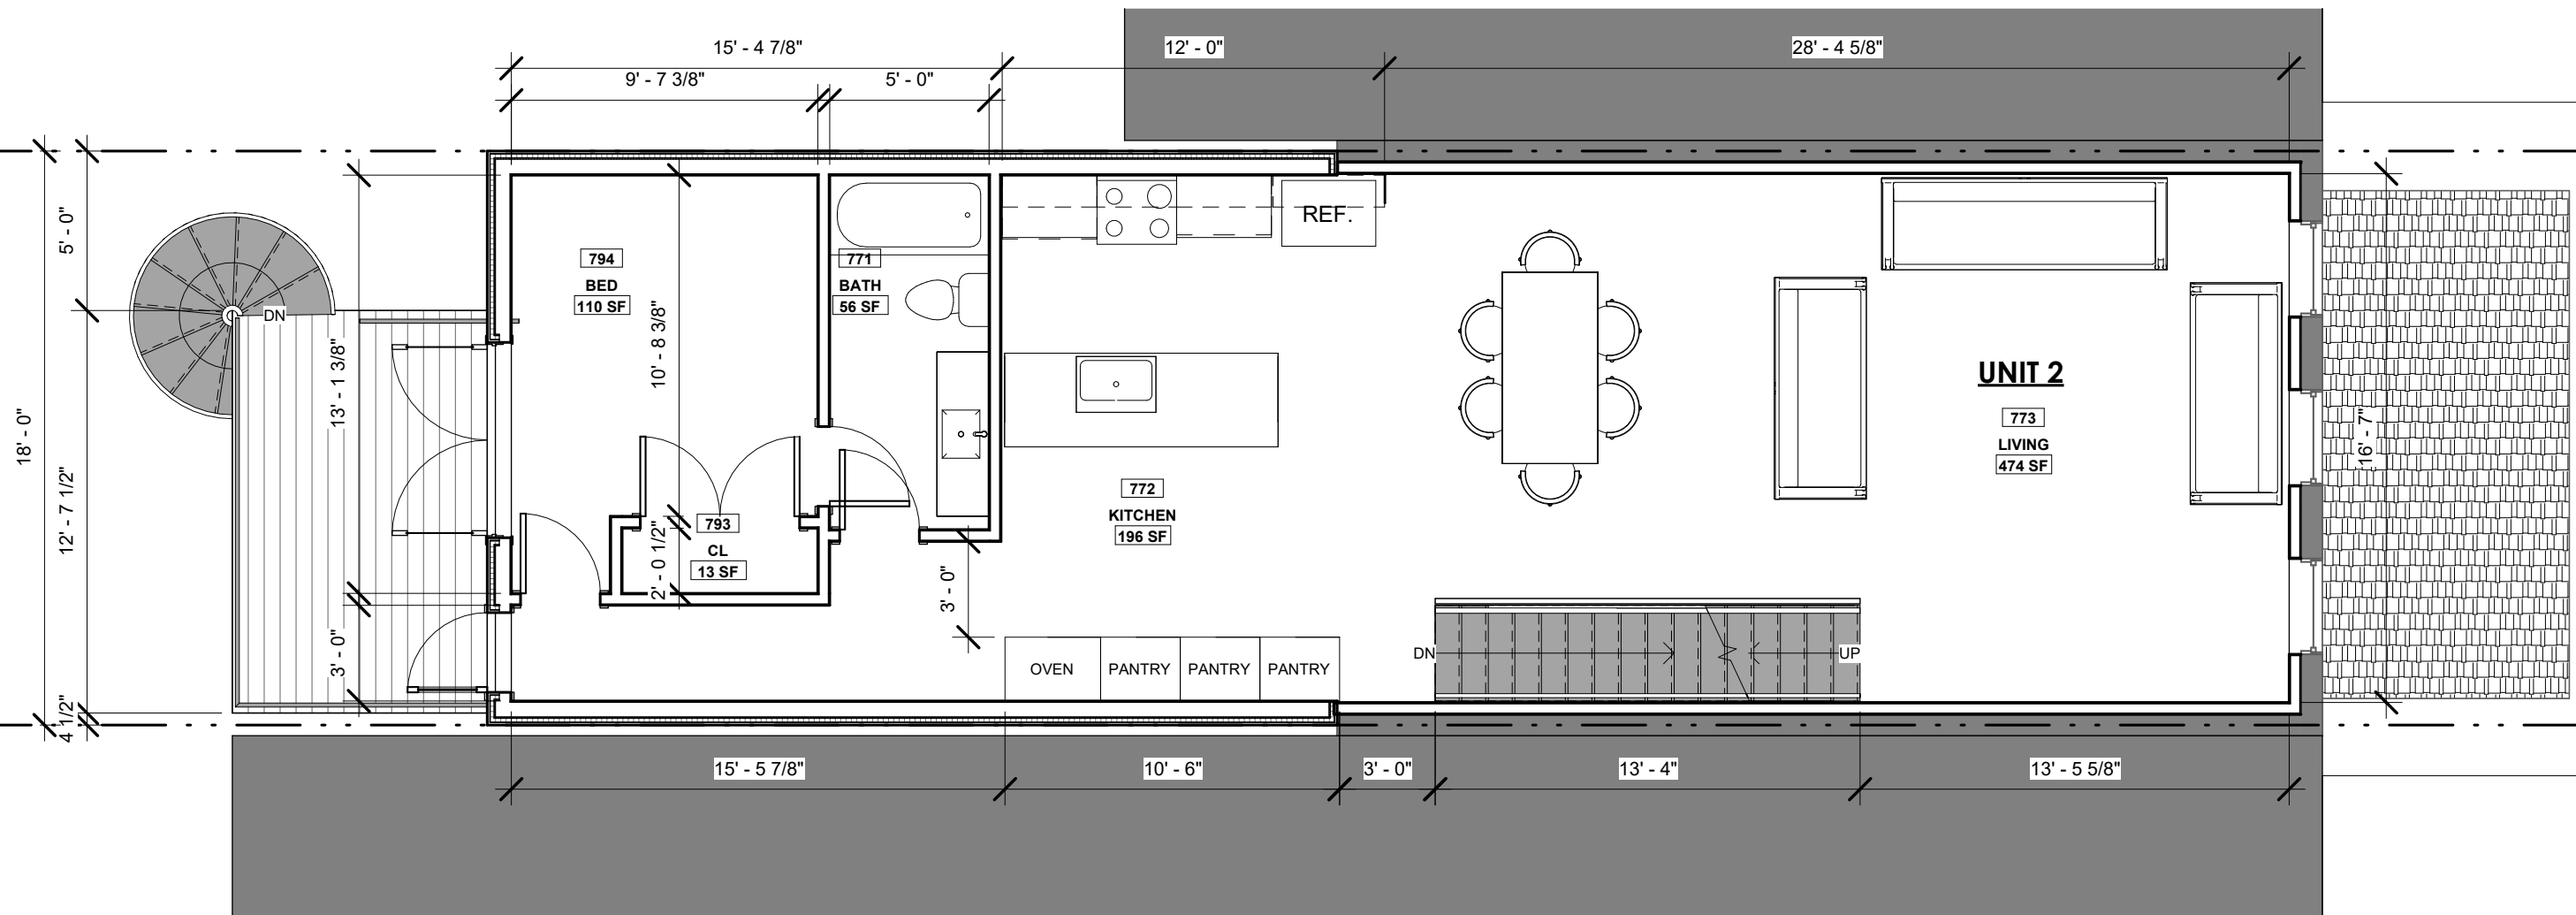 15' - 4 7/8"
12' - 0"
28' - 4 5/8"
9' - 7 3/8"
5' - 0"
5' - 0"
12' - 7 1/2"
18' - 0"
4 1/2"
13' - 1 3/8"
3' - 0"
DN
794
BED
110 SF
10' - 8 3/8"
2' - 0 1/2"
793
CL
13 SF
771
BATH
56 SF
REF.
772
KITCHEN
196 SF
3' - 0"
OVEN
PANTRY
PANTRY
PANTRY
DN
UP
UNIT 2
773
LIVING
474 SF
16' - 7"
15' - 5 7/8"
10' - 6"
3' - 0"
13' - 4"
13' - 5 5/8"